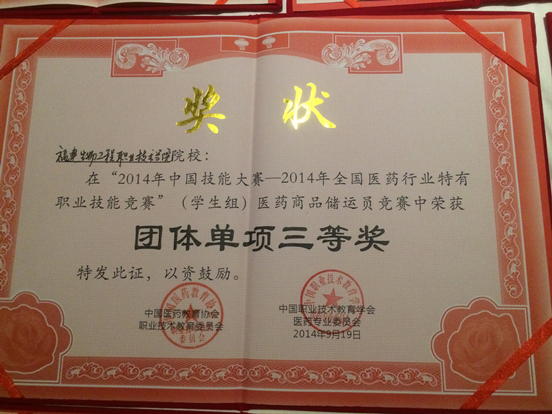 奖 状
福建生物工程职业技术学院院校：
在“2014年中国技能大赛—2014年全国医药行业特有
职业技能竞赛”（学生组）医药商品储运员竞赛中荣获
团体单项三等奖
特发此证，以资鼓励。
中国医药教育协会
职业技术教育委员会
中国职业技术教育学会
医药专业委员会
2014年9月19日